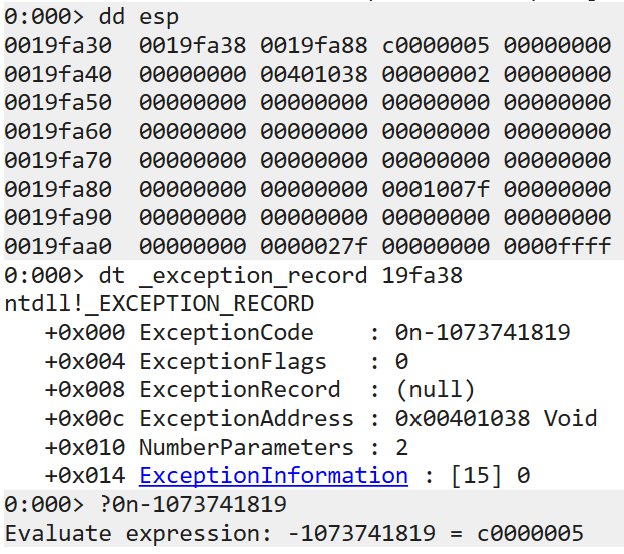 0:000> dd esp
0019fa30  0019fa38 0019fa88 c0000005 00000000
0019fa40  00000000 00401038 00000002 00000000
0019fa50  00000000 00000000 00000000 00000000
0019fa60  00000000 00000000 00000000 00000000
0019fa70  00000000 00000000 00000000 00000000
0019fa80  00000000 00000000 0001007f 00000000
0019fa90  00000000 00000000 00000000 00000000
0019faa0  00000000 0000027f 00000000 0000ffff
0:000> dt _exception_record 19fa38
ntdll!_EXCEPTION_RECORD
   +0x000 ExceptionCode    : 0n-1073741819
   +0x004 ExceptionFlags   : 0
   +0x008 ExceptionRecord  : (null)
   +0x00c ExceptionAddress : 0x00401038 Void
   +0x010 NumberParameters : 2
   +0x014 ExceptionInformation : [15] 0
0:000> ?0n-1073741819
Evaluate expression: -1073741819 = c0000005